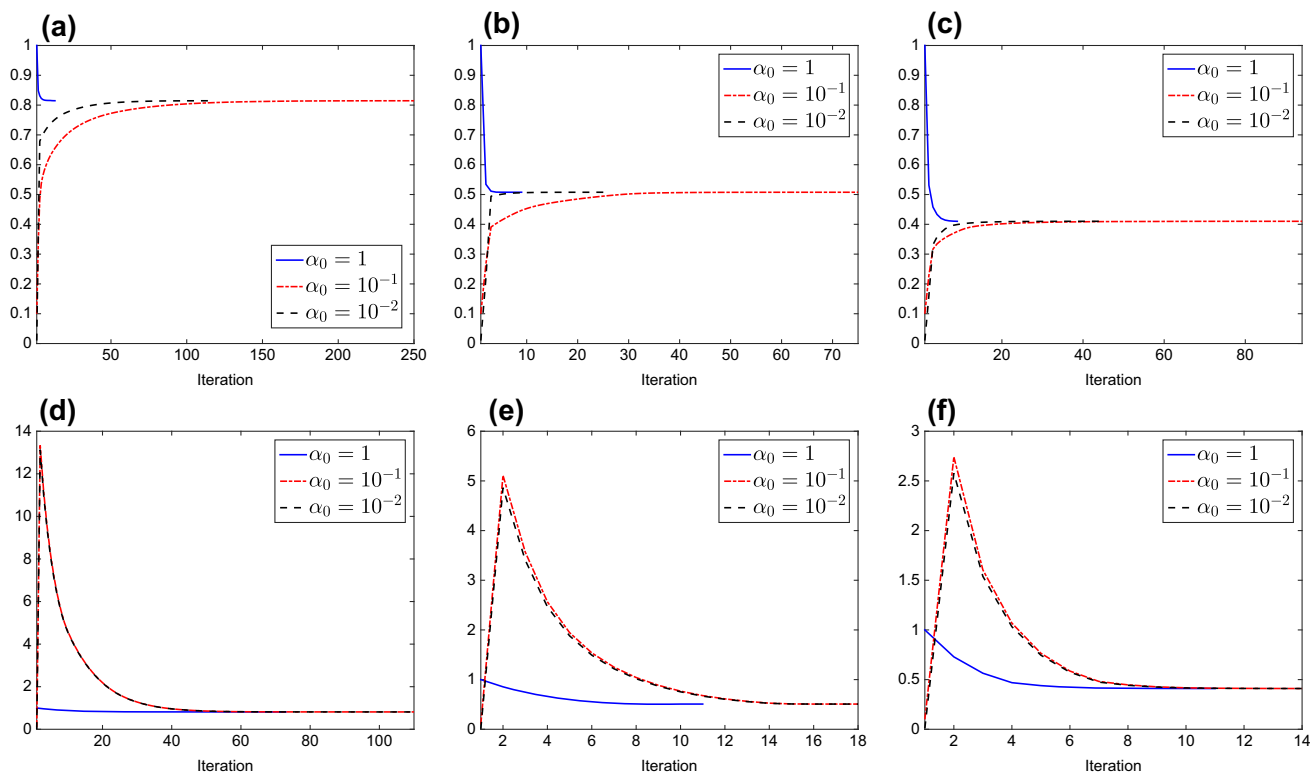 (a)
1
0.9
0.8
0.7
0.6
0.5
0.4
0.3
0.2
0.1
0
50 100 150 200 250
Iteration
α₀ = 1
α₀ = 10⁻¹
α₀ = 10⁻²
(b)
1
0.9
0.8
0.7
0.6
0.5
0.4
0.3
0.2
0.1
0
10 20 30 40 50 60 70
Iteration
α₀ = 1
α₀ = 10⁻¹
α₀ = 10⁻²
(c)
1
0.9
0.8
0.7
0.6
0.5
0.4
0.3
0.2
0.1
0
20 40 60 80
Iteration
α₀ = 1
α₀ = 10⁻¹
α₀ = 10⁻²
(d)
14
12
10
8
6
4
2
0
20 40 60 80 100
Iteration
α₀ = 1
α₀ = 10⁻¹
α₀ = 10⁻²
(e)
6
5
4
3
2
1
0
2 4 6 8 10 12 14 16 18
Iteration
α₀ = 1
α₀ = 10⁻¹
α₀ = 10⁻²
(f)
3
2.5
2
1.5
1
0.5
0
2 4 6 8 10 12 14
Iteration
α₀ = 1
α₀ = 10⁻¹
α₀ = 10⁻²